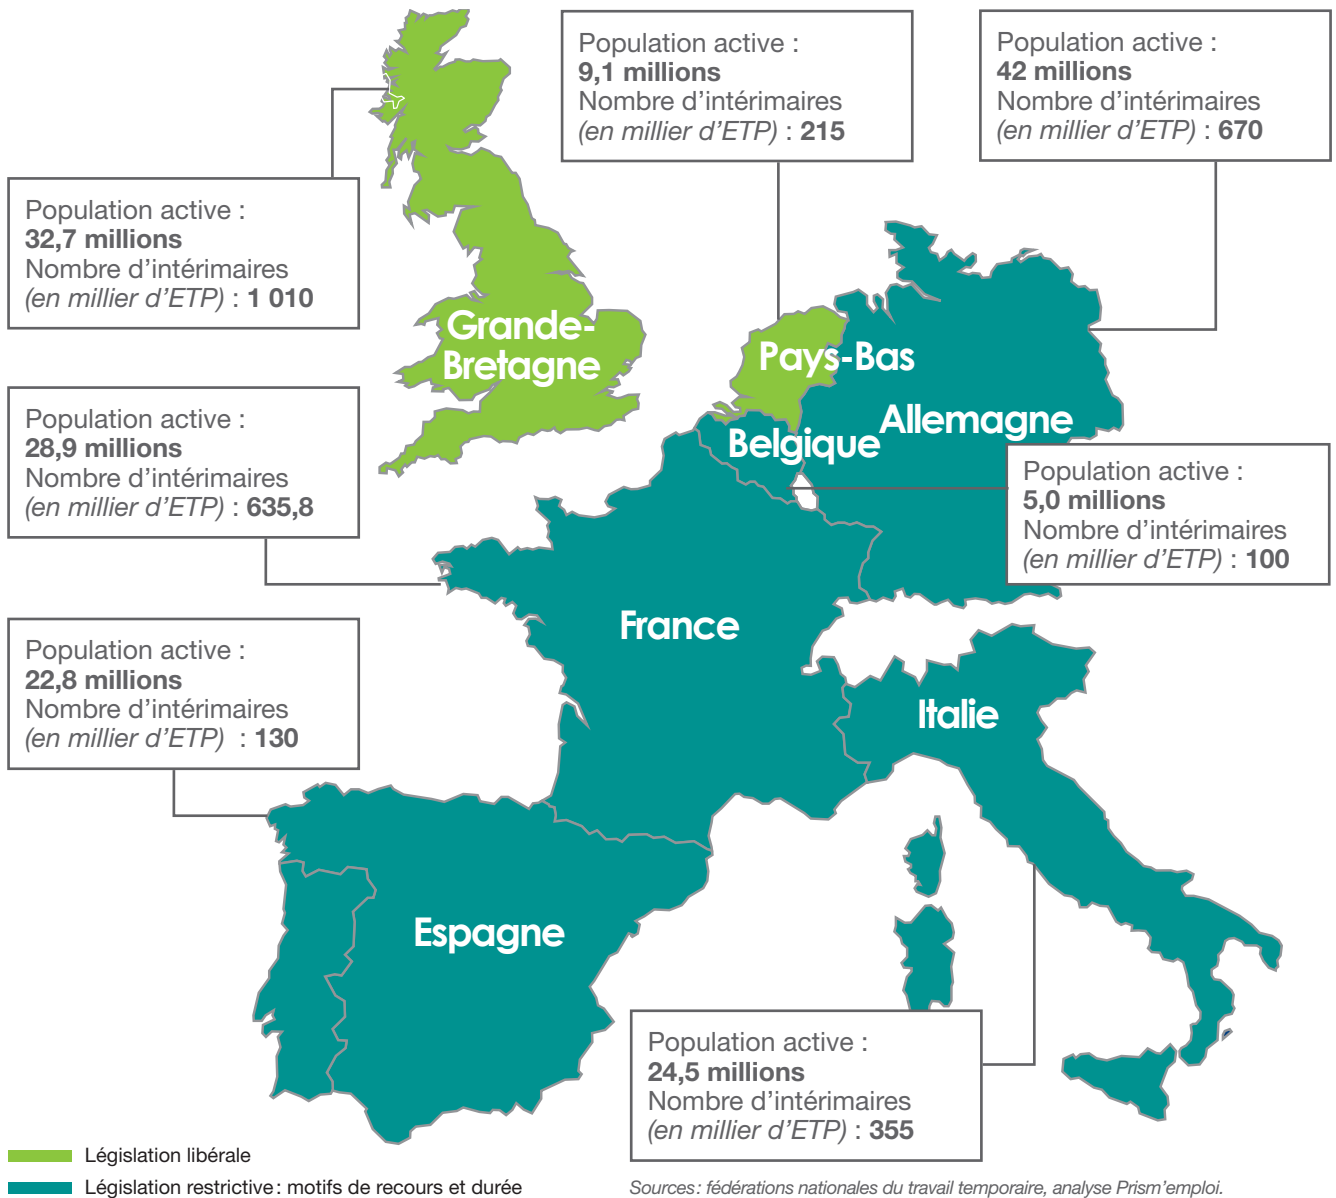 Population active :
9,1 millions
Nombre d’intérimaires
(en millier d’ETP) : 215
Population active :
42 millions
Nombre d’intérimaires
(en millier d’ETP) : 670
Population active :
32,7 millions
Nombre d’intérimaires
(en millier d’ETP) : 1 010
Grande-
Bretagne
Pays-Bas
Allemagne
Belgique
Population active :
28,9 millions
Nombre d’intérimaires
(en millier d’ETP) : 635,8
Population active :
5,0 millions
Nombre d’intérimaires
(en millier d’ETP) : 100
France
Population active :
22,8 millions
Nombre d’intérimaires
(en millier d’ETP) : 130
Italie
Espagne
Population active :
24,5 millions
Nombre d’intérimaires
(en millier d’ETP) : 355
Législation libérale
Législation restrictive : motifs de recours et durée
Sources : fédérations nationales du travail temporaire, analyse Prism’emploi.